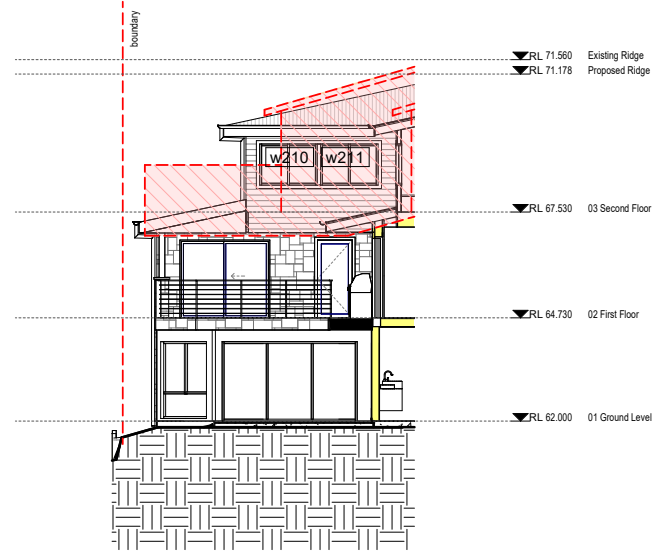 boundary
RL 71.560 Existing Ridge
RL 71.178 Proposed Ridge
w210 w211
RL 67.530 03 Second Floor
RL 64.730 02 First Floor
RL 62.000 01 Ground Level